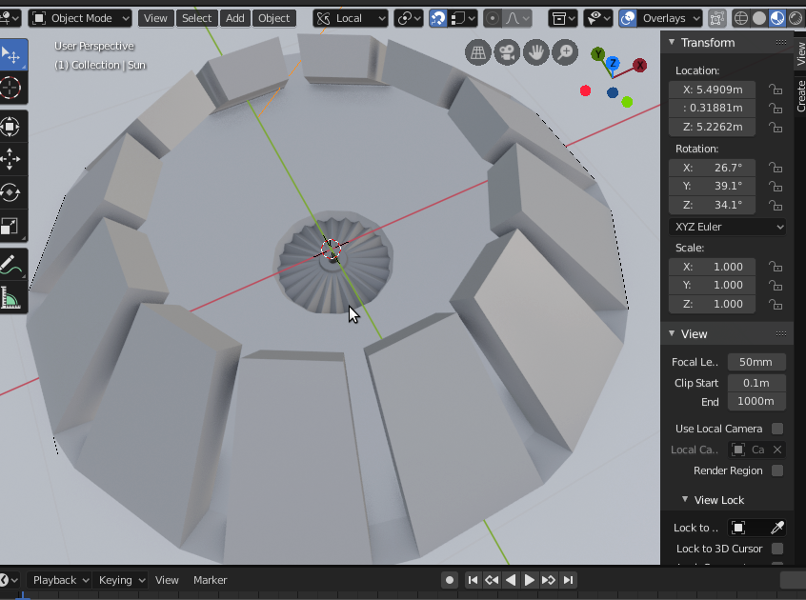 Object Mode View Select Add Object Local Overlays
User Perspective
(1) Collection | Sun
Y Z X
Transform
View
Create
Location:
X: 5.4909m
: 0.31881m
Z: 5.2262m
Rotation:
X: 26.7°
Y: 39.1°
Z: 34.1°
XYZ Euler
Scale:
X: 1.000
Y: 1.000
Z: 1.000
View
Focal Le.. 50mm
Clip Start 0.1m
End 1000m
Use Local Camera
Local Ca.. Ca
Render Region
View Lock
Lock to ..
Lock to 3D Cursor
Playback Keying View Marker